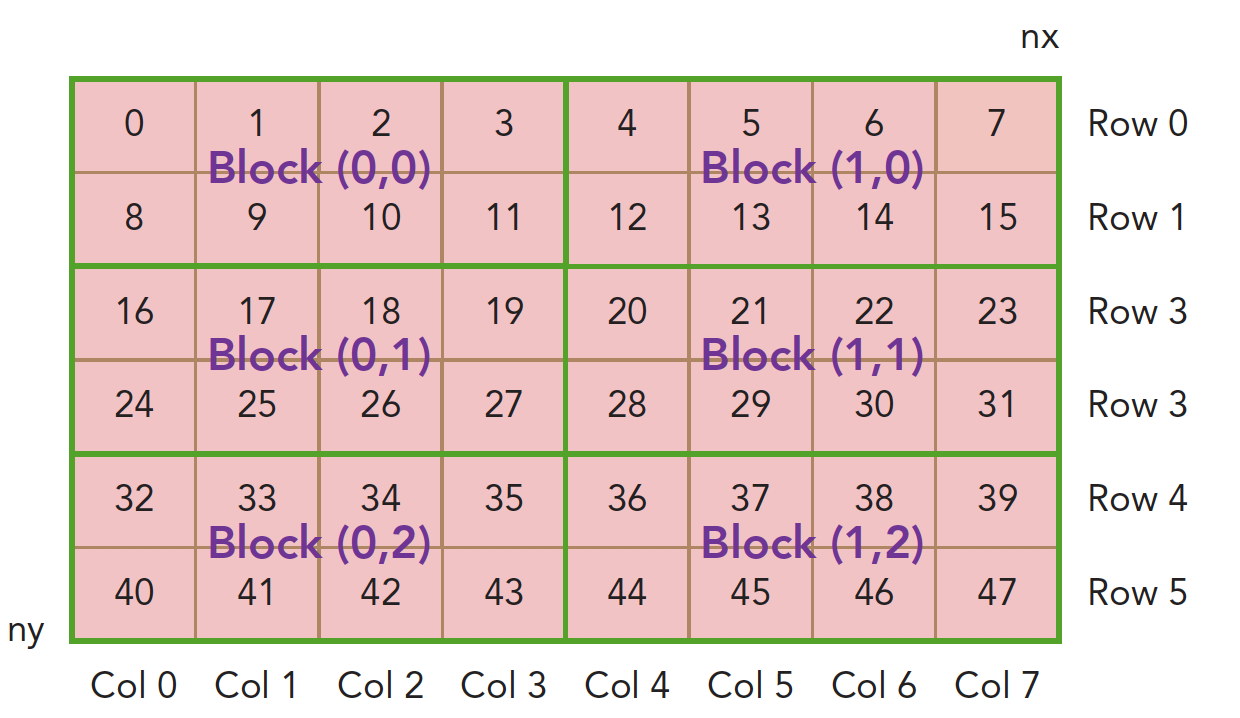 nx
0 1 2 3 4 5 6 7 Row 0
Block (0,0) Block (1,0)
8 9 10 11 12 13 14 15 Row 1
16 17 18 19 20 21 22 23 Row 3
Block (0,1) Block (1,1)
24 25 26 27 28 29 30 31 Row 3
32 33 34 35 36 37 38 39 Row 4
Block (0,2) Block (1,2)
40 41 42 43 44 45 46 47 Row 5
ny
Col 0 Col 1 Col 2 Col 3 Col 4 Col 5 Col 6 Col 7